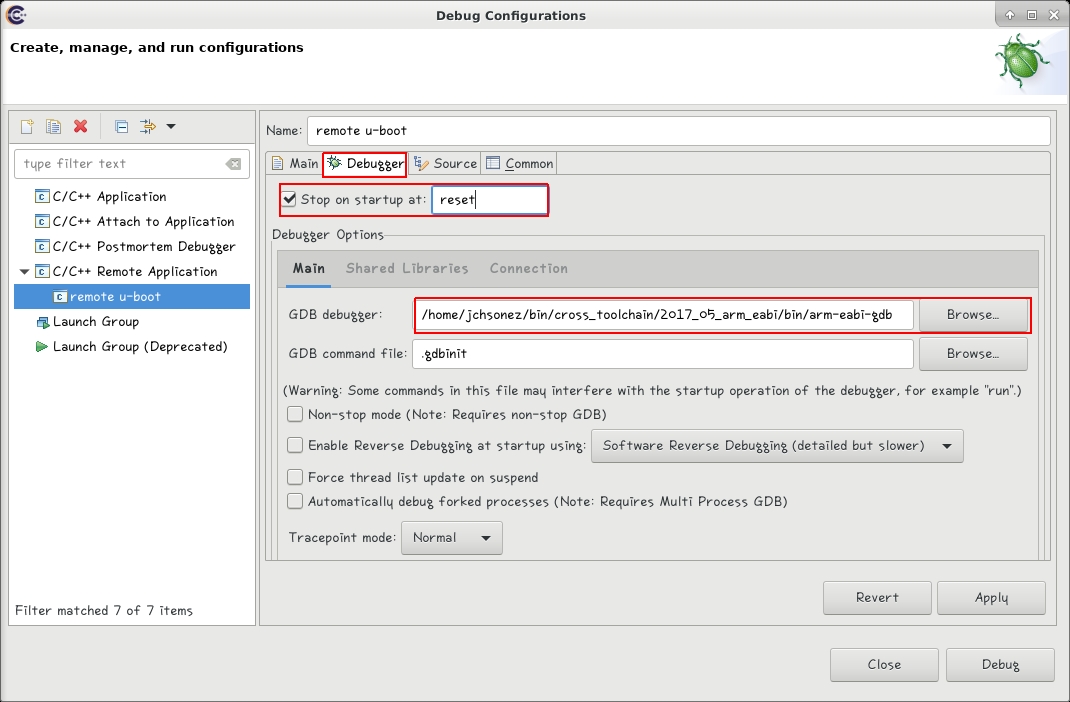 Debug Configurations
Create, manage, and run configurations
type filter text
C/C++ Application
C/C++ Attach to Application
C/C++ Postmortem Debugger
C/C++ Remote Application
remote u-boot
Launch Group
Launch Group (Deprecated)
Filter matched 7 of 7 items
Name: remote u-boot
Main Debugger Source Common
Stop on startup at: reset
Debugger Options
Main Shared Libraries Connection
GDB debugger: /home/jchsonez/bin/cross_toolchain/2017_05_arm_eabi/bin/arm-eabi-gdb Browse...
GDB command file: .gdbinit Browse...
(Warning: Some commands in this file may interfere with the startup operation of the debugger, for example "run".)
Non-stop mode (Note: Requires non-stop GDB)
Enable Reverse Debugging at startup using: Software Reverse Debugging (detailed but slower)
Force thread list update on suspend
Automatically debug forked processes (Note: Requires Multi Process GDB)
Tracepoint mode: Normal
Revert Apply
Close Debug